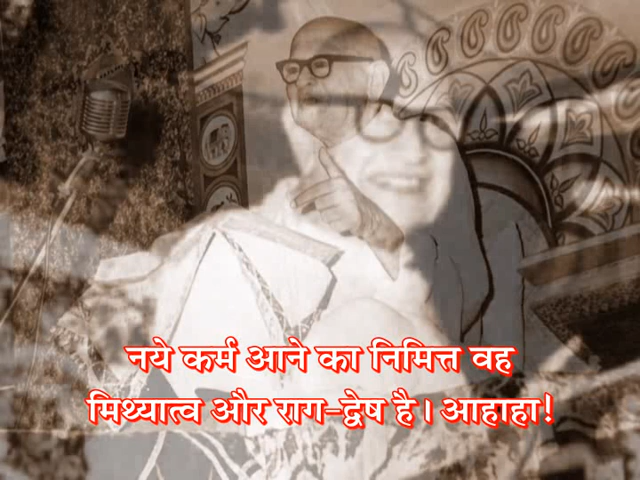 नये कर्म आने का निमित्त वह
मिथ्यात्व और राग-द्वेष है। आहाहा!